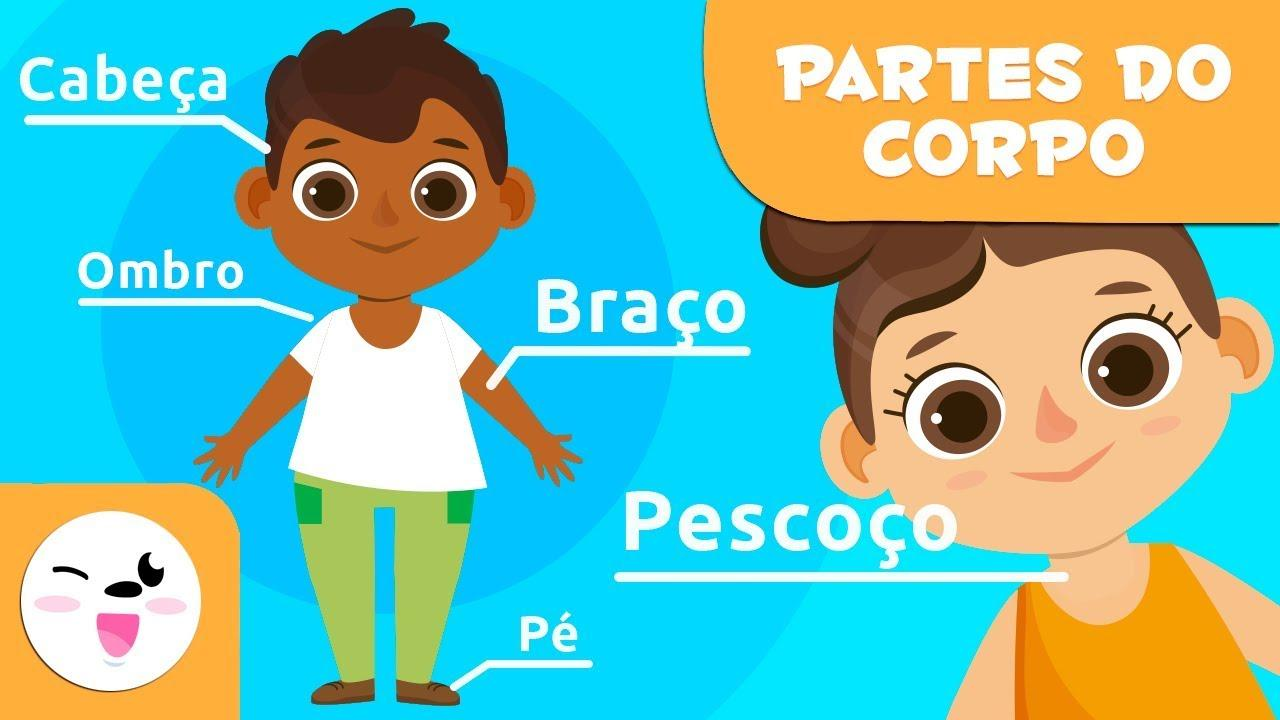 PARTES DO
CORPO
Cabeça
Ombro
Braço
Pescoço
Pé